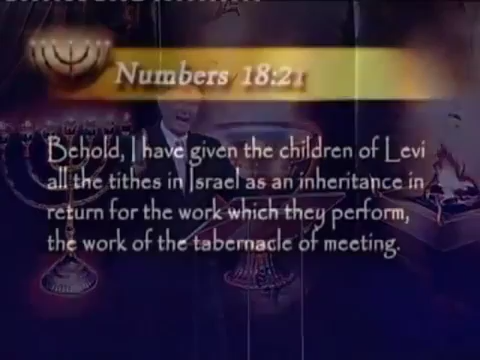 Numbers 18:21
Behold, I have given the children of Levi
all the tithes in Israel as an inheritance in
return for the work which they perform,
the work of the tabernacle of meeting.